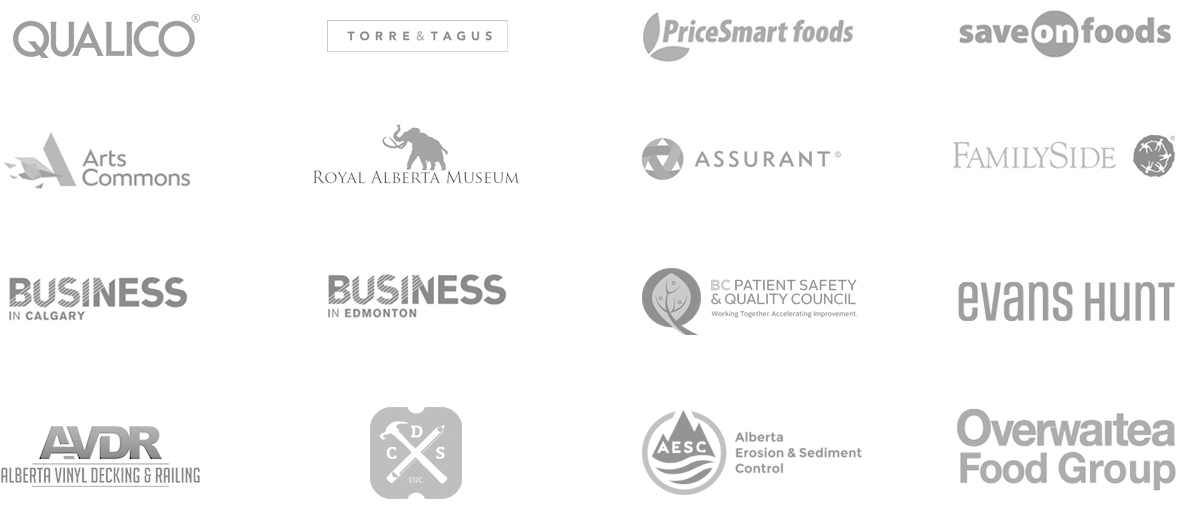 QUALICO®
TORRE & TAGUS
PriceSmart foods
save on foods
Arts
Commons
ROYAL ALBERTA MUSEUM
ASSURANT®
FAMILYSIDE
BUSINESS
IN CALGARY
BUSINESS
IN EDMONTON
BC PATIENT SAFETY
& QUALITY COUNCIL
Working Together. Accelerating Improvement.
evans HUNT
AVDR
ALBERTA VINYL DECKING & RAILING
D
C S
INC
AESC
Alberta
Erosion & Sediment
Control
Overwaitea
Food Group